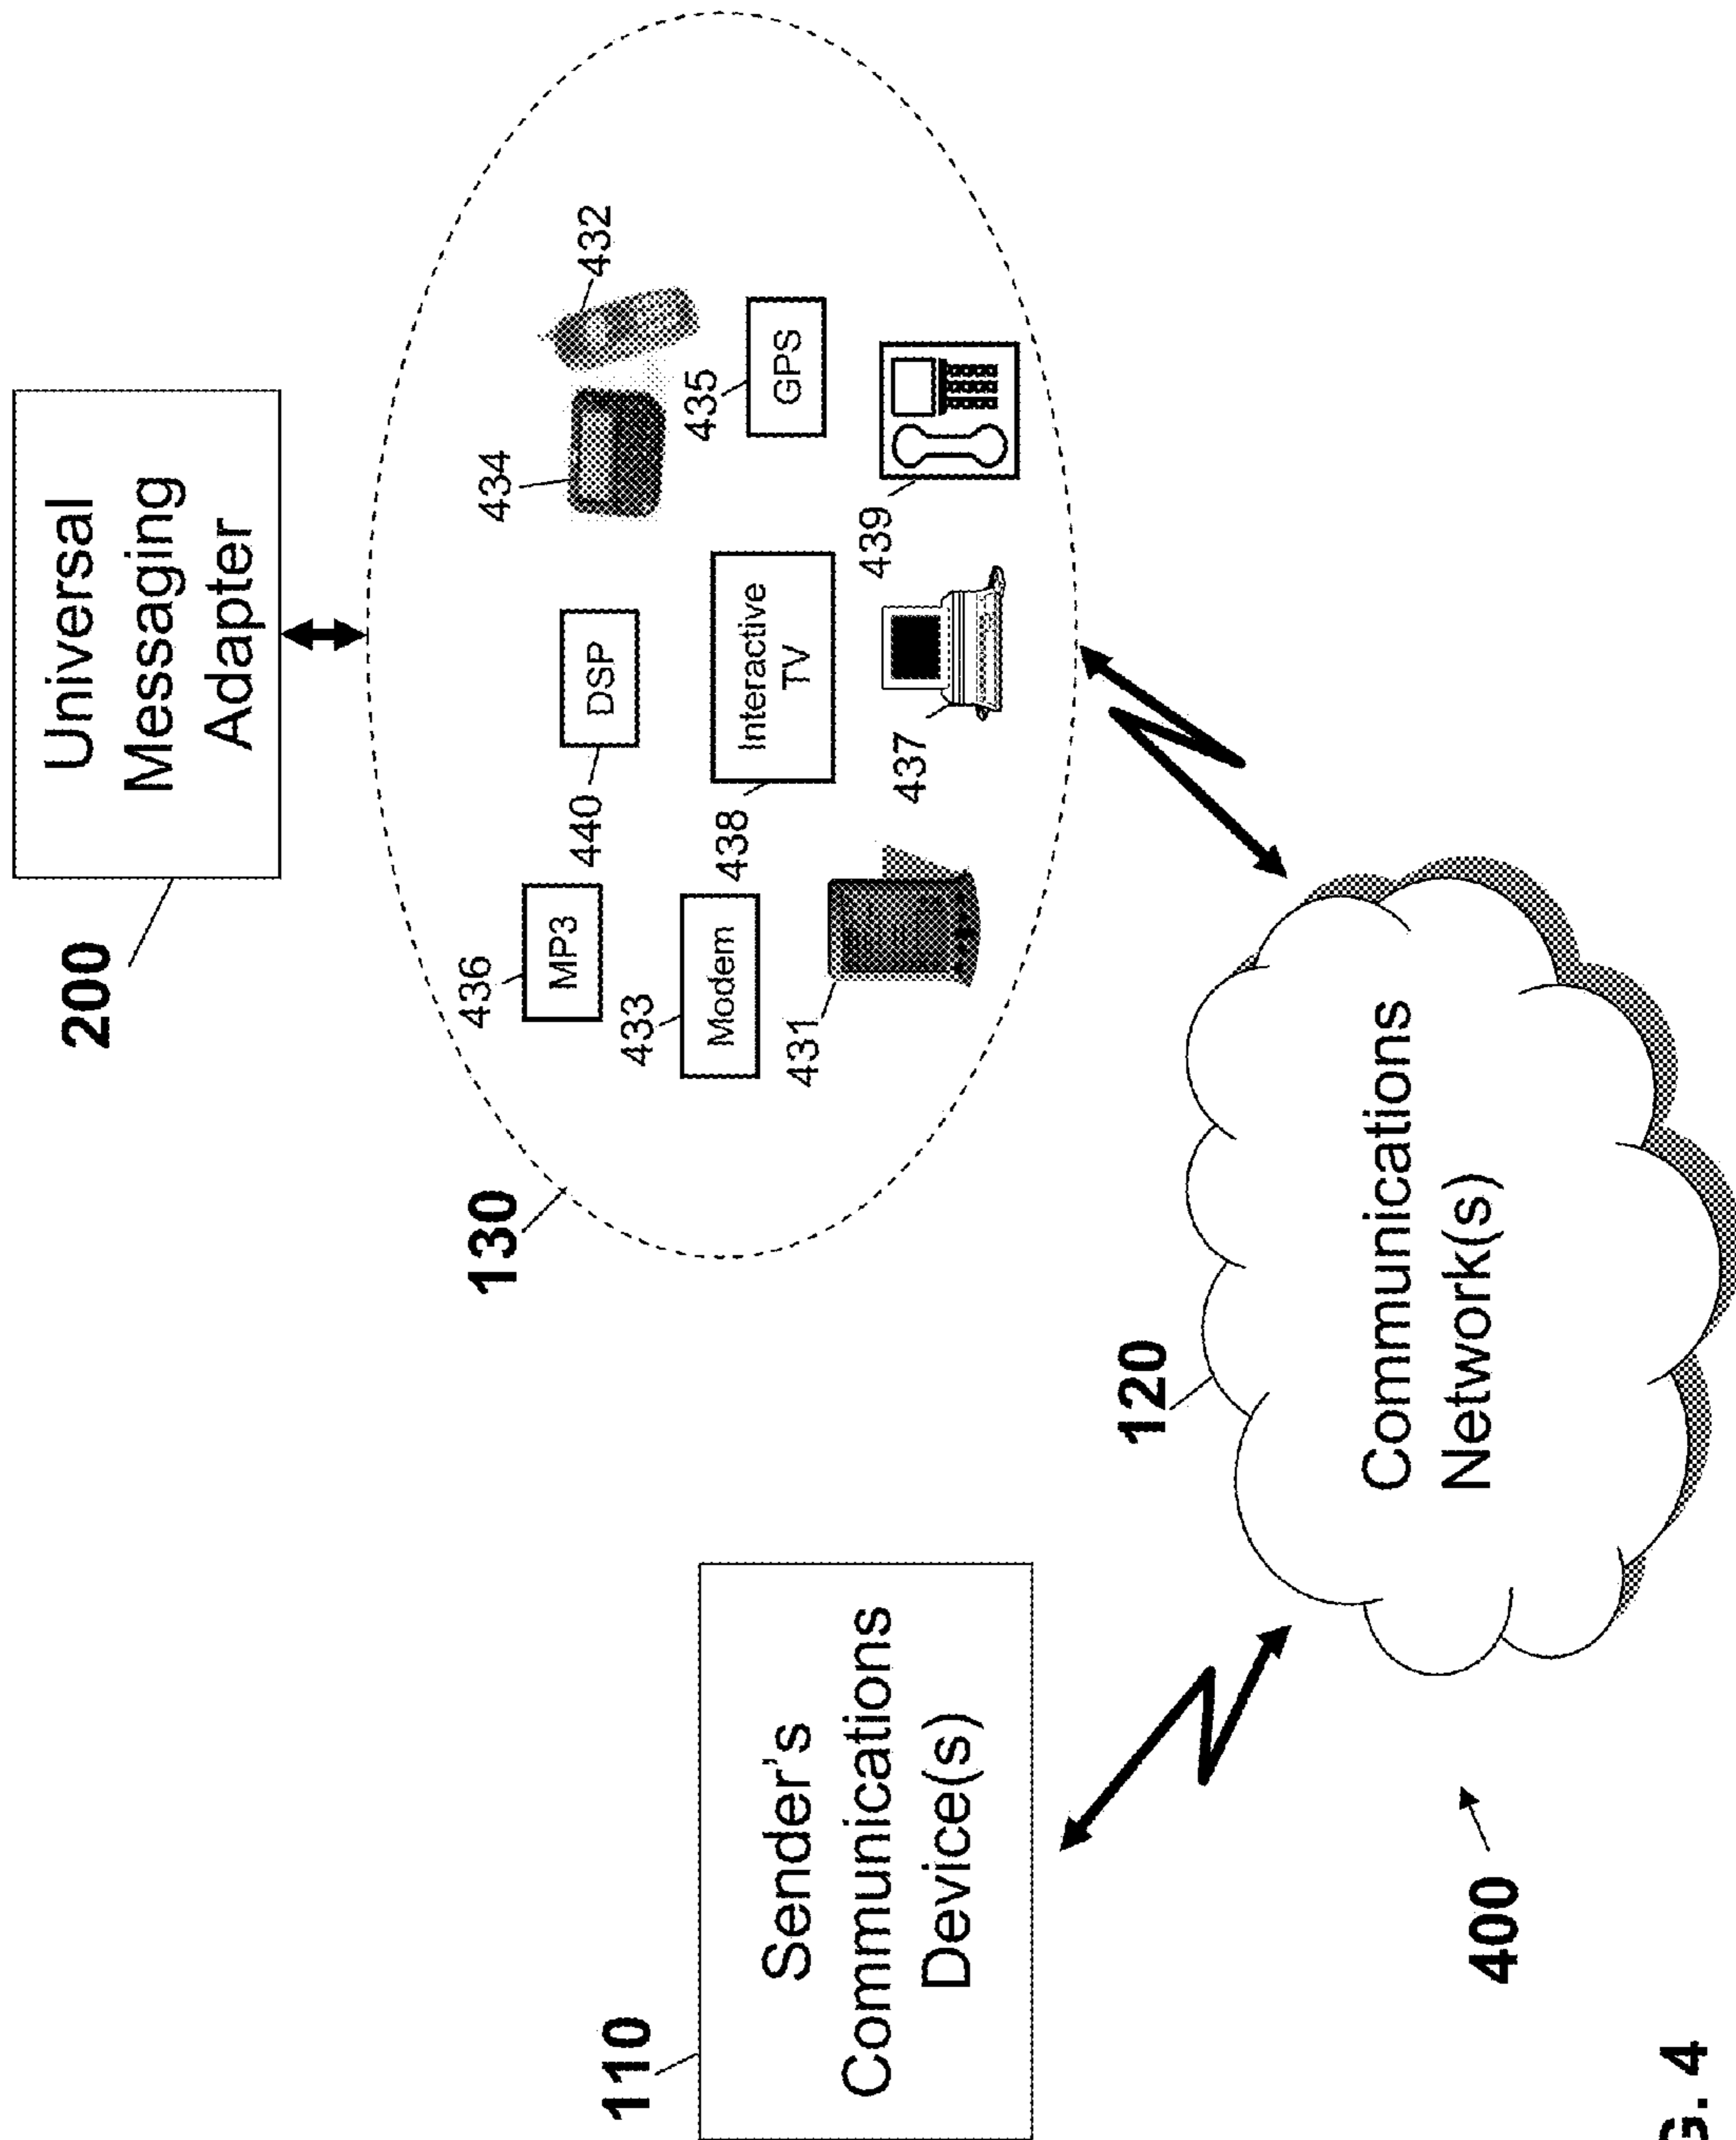 200
Universal
Messaging
Adapter
130
436
MP3
440
DSP
434
432
433
Modem
438
Interactive
TV
435
GPS
431
437
439
110
Sender's
Communications
Device(s)
120
Communications
Network(s)
400
G. 4